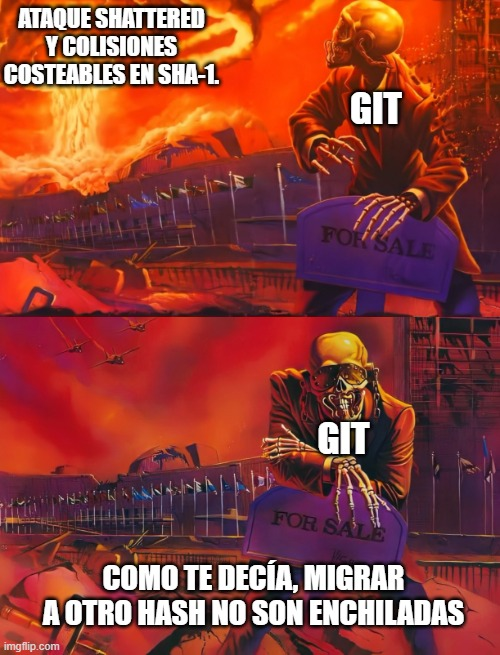 ATAQUE SHATTERED
Y COLISIONES
COSTEABLES EN SHA-1.
GIT
FOR SALE
GIT
FOR SALE
COMO TE DECÍA, MIGRAR
A OTRO HASH NO SON ENCHILADAS
imgflip.com